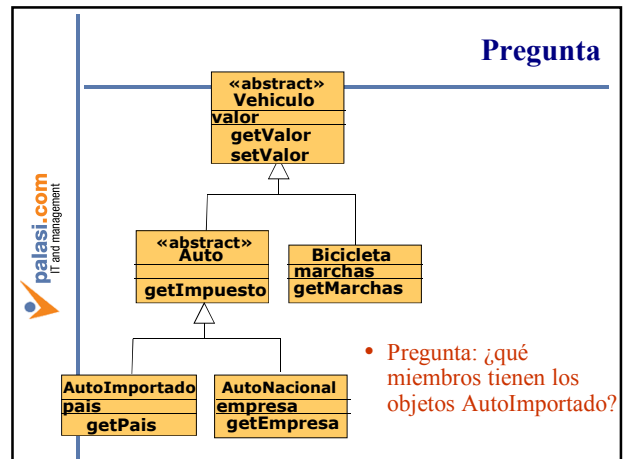 Pregunta
«abstract»
Vehiculo
valor
getValor
setValor
palasi.com
IT and management
«abstract»
Auto
getImpuesto
Bicicleta
marchas
getMarchas
AutoImportado
pais
getPais
AutoNacional
empresa
getEmpresa
• Pregunta: ¿qué
miembros tienen los
objetos AutoImportado?